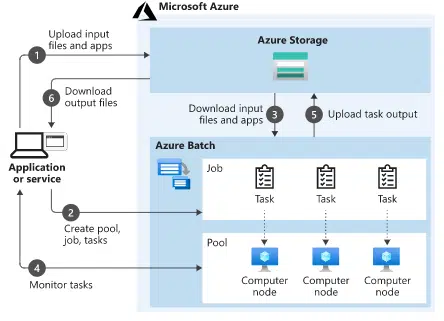 Microsoft Azure
Upload input
files and apps
1
Azure Storage
6
Download
output files
Download input
files and apps
3
5
Upload task output
Application
or service
Azure Batch
Job
Task
Task
Task
2
Create pool,
job, tasks
Pool
4
Monitor tasks
Computer
node
Computer
node
Computer
node